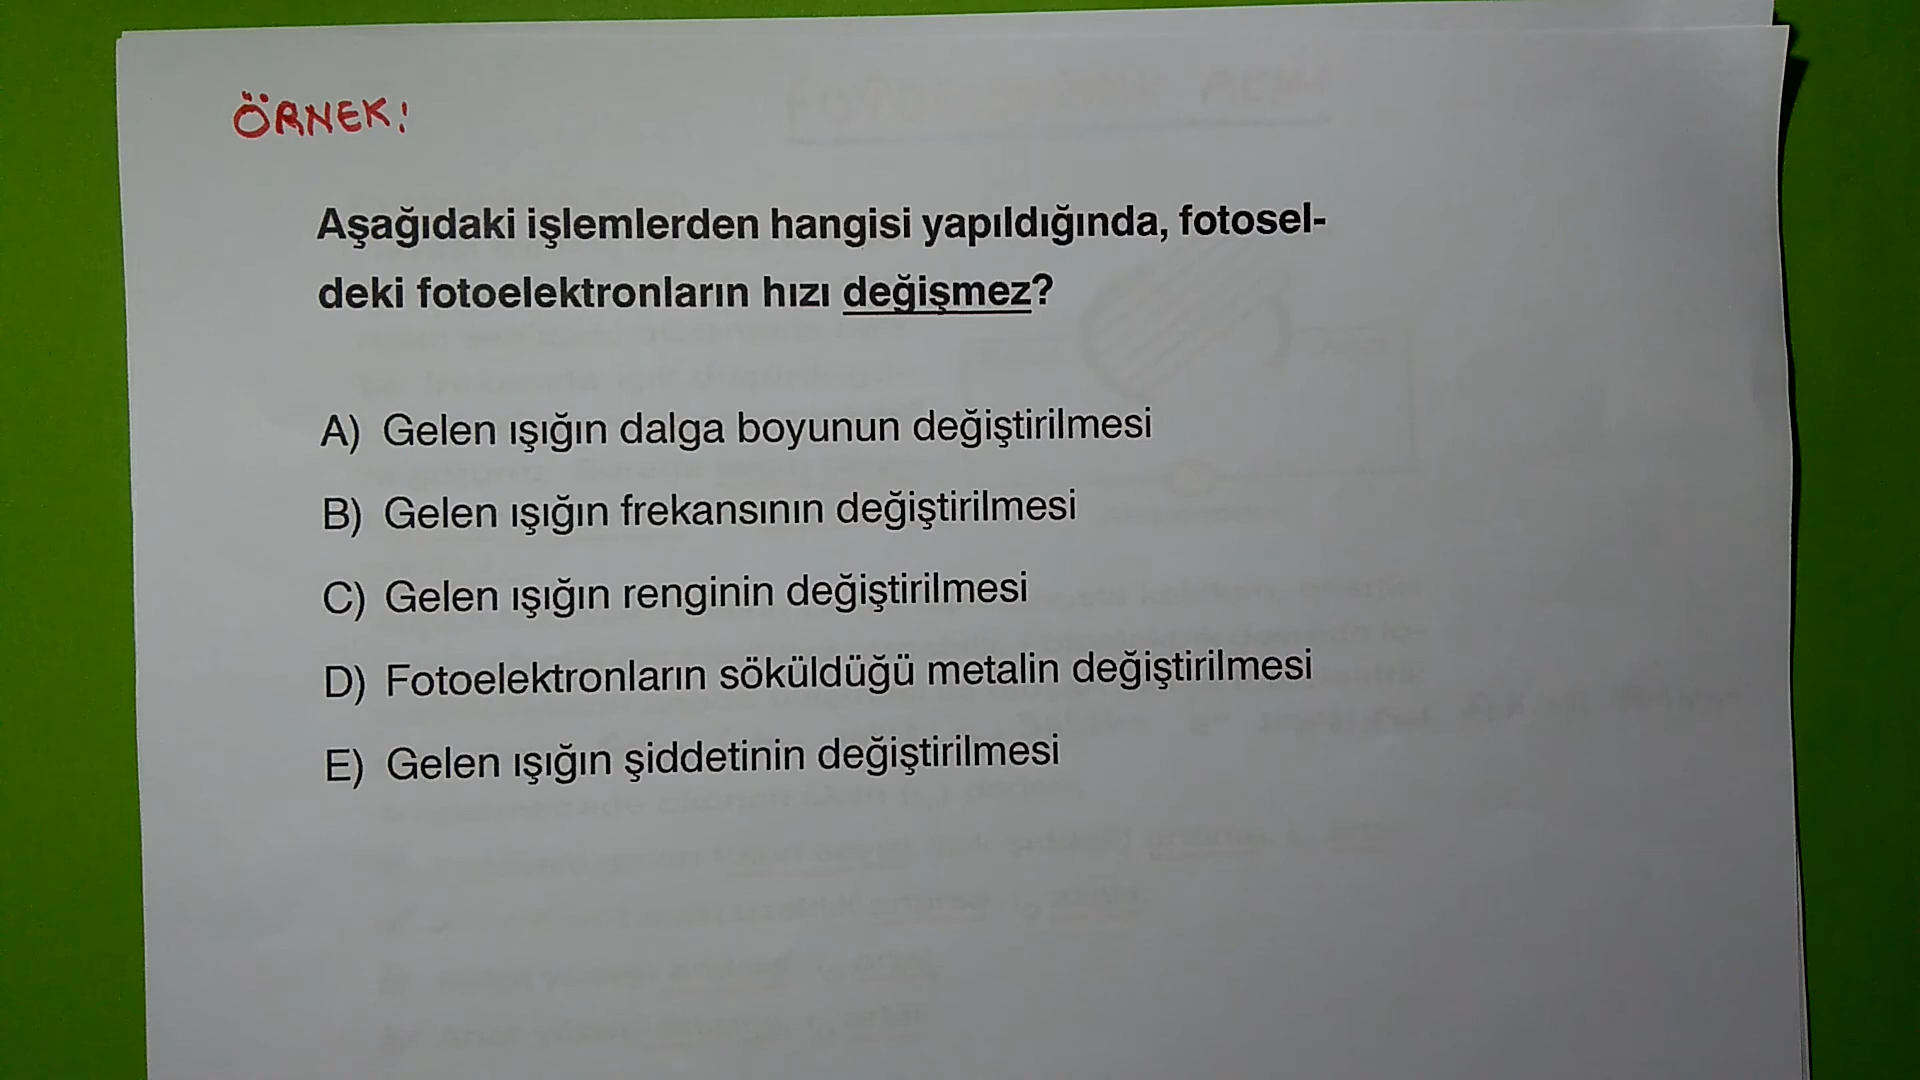 ÖRNEK!
Aşağıdaki işlemlerden hangisi yapıldığında, fotosel-
deki fotoelektronların hızı değişmez?
A) Gelen ışığın dalga boyunun değiştirilmesi
B) Gelen ışığın frekansının değiştirilmesi
C) Gelen ışığın renginin değiştirilmesi
D) Fotoelektronların söküldüğü metalin değiştirilmesi
E) Gelen ışığın şiddetinin değiştirilmesi